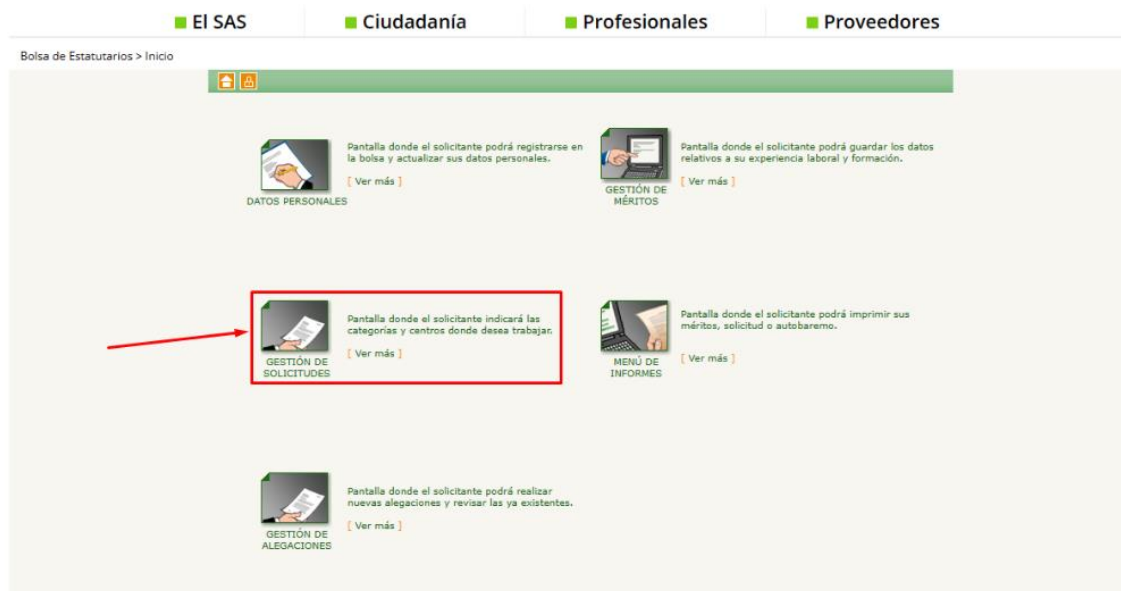 El SAS
Ciudadanía
Profesionales
Proveedores
Bolsa de Estatutarios > Inicio
Pantalla donde el solicitante podrá registrarse en
la bolsa y actualizar sus datos personales.
[ Ver más ]
DATOS PERSONALES
Pantalla donde el solicitante podrá guardar los datos
relativos a su experiencia laboral y formación.
[ Ver más ]
GESTIÓN DE
MÉRITOS
Pantalla donde el solicitante indicará las
categorías y centros donde desea trabajar.
[ Ver más ]
GESTIÓN DE
SOLICITUDES
Pantalla donde el solicitante podrá imprimir sus
méritos, solicitud o autobaremo.
[ Ver más ]
MENÚ DE
INFORMES
Pantalla donde el solicitante podrá realizar
nuevas alegaciones y revisar las ya existentes.
[ Ver más ]
GESTIÓN DE
ALEGACIONES